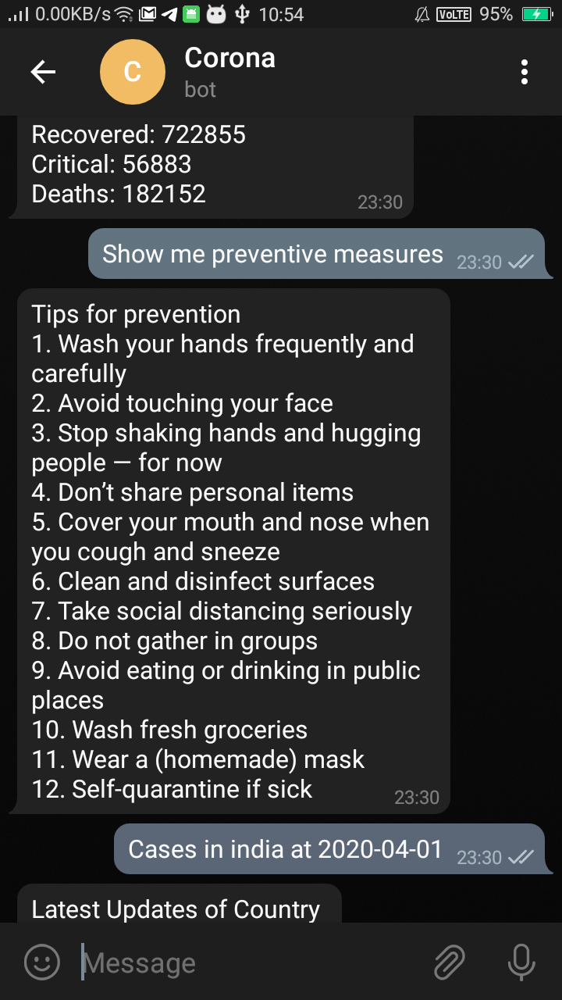 0.00KB/s 10:54 VoLTE 95%
C
Corona
bot
Recovered: 722855
Critical: 56883
Deaths: 182152
23:30
Show me preventive measures 23:30
Tips for prevention
1. Wash your hands frequently and
carefully
2. Avoid touching your face
3. Stop shaking hands and hugging
people — for now
4. Don’t share personal items
5. Cover your mouth and nose when
you cough and sneeze
6. Clean and disinfect surfaces
7. Take social distancing seriously
8. Do not gather in groups
9. Avoid eating or drinking in public
places
10. Wash fresh groceries
11. Wear a (homemade) mask
12. Self-quarantine if sick
23:30
Cases in india at 2020-04-01 23:30
Latest Updates of Country
Message